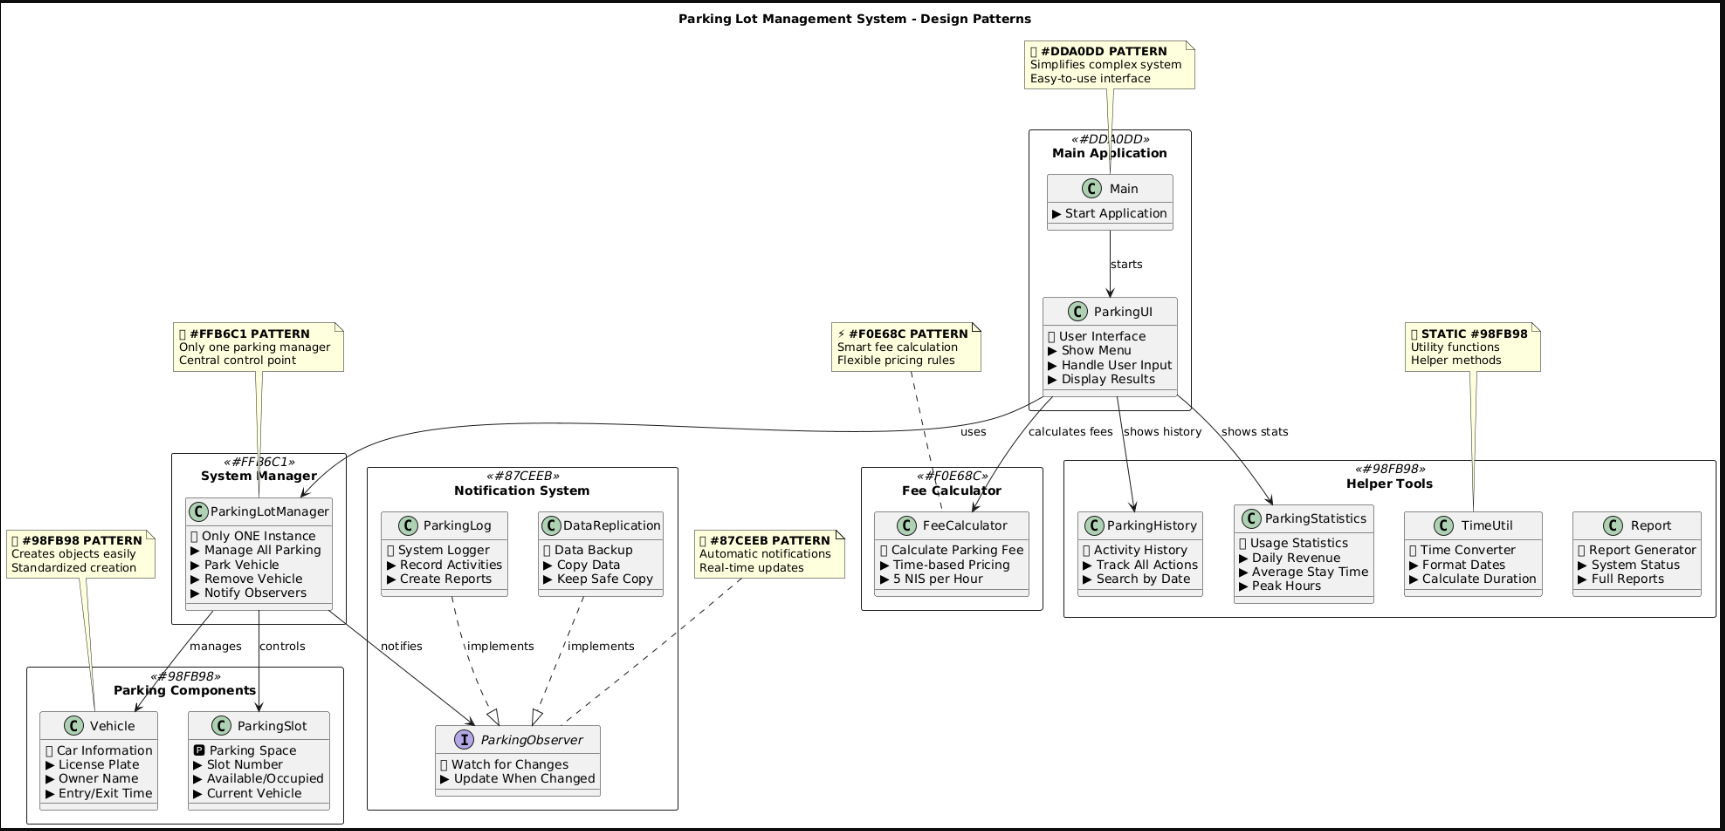 Parking Lot Management System - Design Patterns
#DDA0DD PATTERN
Simplifies complex system
Easy-to-use interface
«#DDA0DD»
Main Application
C Main
▶ Start Application
starts
C ParkingUI
User Interface
▶ Show Menu
▶ Handle User Input
▶ Display Results
#FFB6C1 PATTERN
Only one parking manager
Central control point
⚡ #F0E68C PATTERN
Smart fee calculation
Flexible pricing rules
STATIC #98FB98
Utility functions
Helper methods
uses
calculates fees
shows history
shows stats
«#FFB6C1»
System Manager
C ParkingLotManager
Only ONE Instance
▶ Manage All Parking
▶ Park Vehicle
▶ Remove Vehicle
▶ Notify Observers
«#87CEEB»
Notification System
C ParkingLog
System Logger
▶ Record Activities
▶ Create Reports
C DataReplication
Data Backup
▶ Copy Data
▶ Keep Safe Copy
#87CEEB PATTERN
Automatic notifications
Real-time updates
«#F0E68C»
Fee Calculator
C FeeCalculator
Calculate Parking Fee
▶ Time-based Pricing
▶ 5 NIS per Hour
«#98FB98»
Helper Tools
C ParkingHistory
Activity History
▶ Track All Actions
▶ Search by Date
C ParkingStatistics
Usage Statistics
▶ Daily Revenue
▶ Average Stay Time
▶ Peak Hours
C TimeUtil
Time Converter
▶ Format Dates
▶ Calculate Duration
C Report
Report Generator
▶ System Status
▶ Full Reports
#98FB98 PATTERN
Creates objects easily
Standardized creation
manages
controls
notifies
implements
implements
«#98FB98»
Parking Components
C Vehicle
Car Information
▶ License Plate
▶ Owner Name
▶ Entry/Exit Time
C ParkingSlot
🅿 Parking Space
▶ Slot Number
▶ Available/Occupied
▶ Current Vehicle
I ParkingObserver
Watch for Changes
▶ Update When Changed